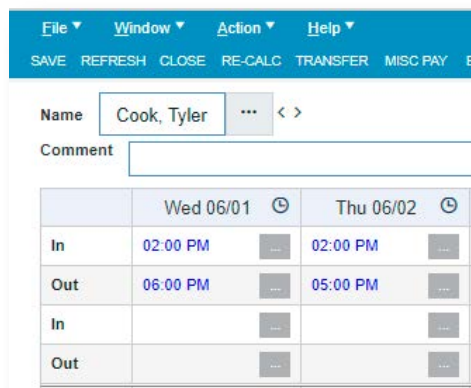 File Window Action Help
SAVE REFRESH CLOSE RE-CALC TRANSFER MISC PAY
Name Cook, Tyler ... < >
Comment
Wed 06/01 Thu 06/02
In 02:00 PM ... 02:00 PM ...
Out 06:00 PM ... 05:00 PM ...
In ... ...
Out ... ...